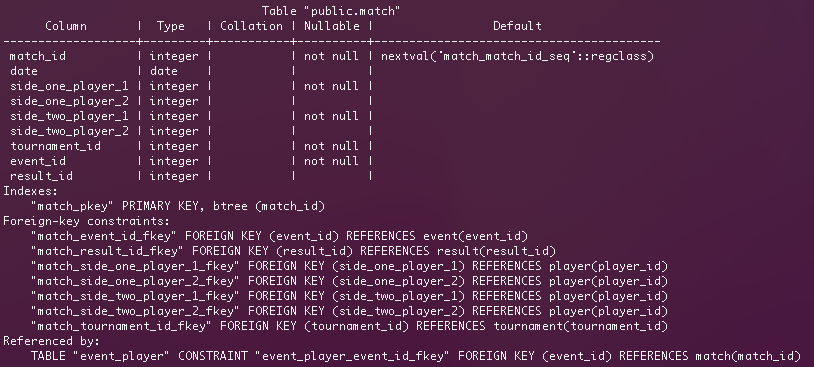 Table "public.match"
      Column       |  Type   | Collation | Nullable |                Default
-------------------+---------+-----------+----------+----------------------------------------
 match_id          | integer |           | not null | nextval('match_match_id_seq'::regclass)
 date              | date    |           |          |
 side_one_player_1 | integer |           | not null |
 side_one_player_2 | integer |           |          |
 side_two_player_1 | integer |           | not null |
 side_two_player_2 | integer |           |          |
 tournament_id     | integer |           | not null |
 event_id          | integer |           | not null |
 result_id         | integer |           |          |
Indexes:
    "match_pkey" PRIMARY KEY, btree (match_id)
Foreign-key constraints:
    "match_event_id_fkey" FOREIGN KEY (event_id) REFERENCES event(event_id)
    "match_result_id_fkey" FOREIGN KEY (result_id) REFERENCES result(result_id)
    "match_side_one_player_1_fkey" FOREIGN KEY (side_one_player_1) REFERENCES player(player_id)
    "match_side_one_player_2_fkey" FOREIGN KEY (side_one_player_2) REFERENCES player(player_id)
    "match_side_two_player_1_fkey" FOREIGN KEY (side_two_player_1) REFERENCES player(player_id)
    "match_side_two_player_2_fkey" FOREIGN KEY (side_two_player_2) REFERENCES player(player_id)
    "match_tournament_id_fkey" FOREIGN KEY (tournament_id) REFERENCES tournament(tournament_id)
Referenced by:
    TABLE "event_player" CONSTRAINT "event_player_event_id_fkey" FOREIGN KEY (event_id) REFERENCES match(match_id)